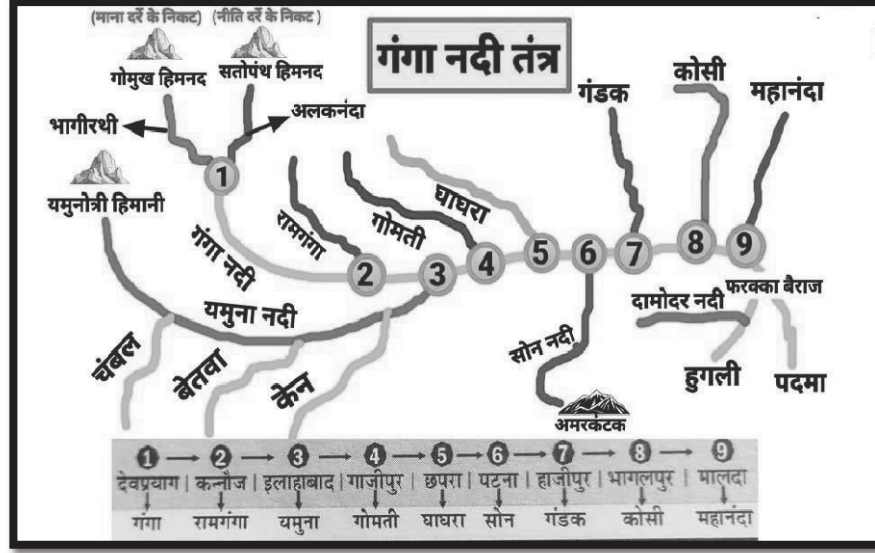 (माना दर्रे के निकट) (नीति दर्रे के निकट)
गंगा नदी तंत्र
गोमुख हिमनद
सतोपंथ हिमनद
भागीरथी
अलकनंदा
यमुनोत्री हिमानी
गंडक
कोसी
महानंदा
गंगा नदी
रामगंगा
गोमती
घाघरा
1
2
3
4
5
6
7
8
9
यमुना नदी
चंबल
बेतवा
केन
सोन नदी
अमरकंटक
फरक्का बैराज
दामोदर नदी
हुगली
पदमा
1 → 2 → 3 → 4 → 5 → 6 → 7 → 8 → 9
देवप्रयाग | कन्नौज | इलाहाबाद | गाजीपुर | छपरा | पटना | हाजीपुर | भागलपुर | मालदा
गंगा रामगंगा यमुना गोमती घाघरा सोन गंडक कोसी महानंदा